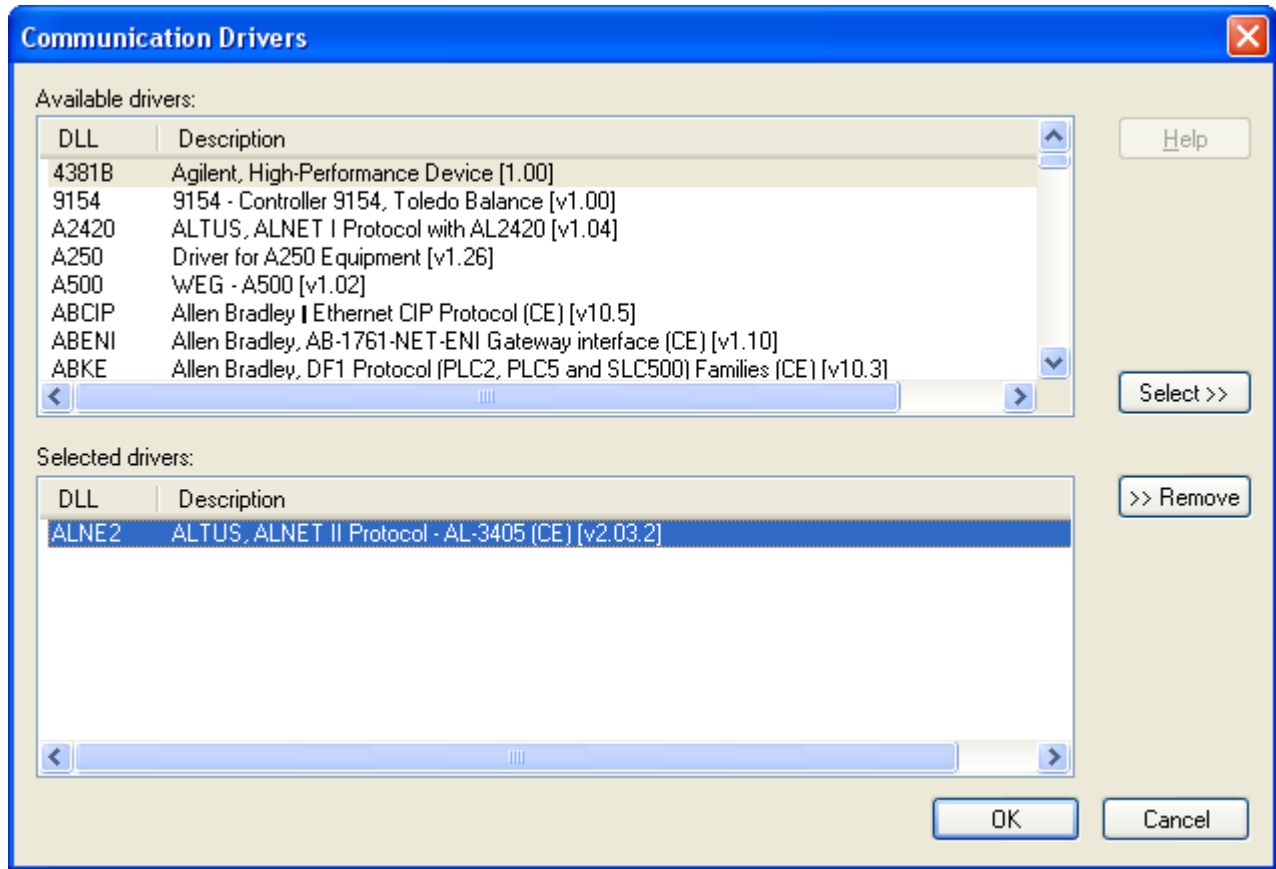 Communication Drivers
Available drivers:
DLL Description
Help
4381B Agilent, High-Performance Device [1.00]
9154 9154 - Controller 9154, Toledo Balance [v1.00]
A2420 ALTUS, ALNET I Protocol with AL2420 [v1.04]
A250 Driver for A250 Equipment [v1.26]
A500 WEG - A500 [v1.02]
ABCIP Allen Bradley | Ethernet CIP Protocol (CE) [v10.5]
ABENI Allen Bradley, AB-1761-NET-ENI Gateway interface (CE) [v1.10]
ABKE Allen Bradley, DF1 Protocol (PLC2, PLC5 and SLC500) Families (CE) [v10.3]
Select >>
Selected drivers:
DLL Description
>> Remove
ALNE2 ALTUS, ALNET II Protocol - AL-3405 (CE) [v2.03.2]
OK Cancel